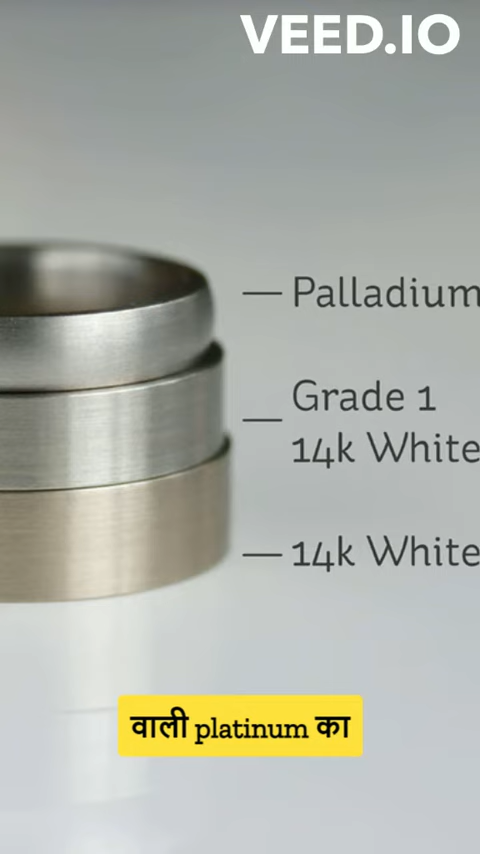 VEED.IO
— Palladium
Grade 1
— 14k White
— 14k White
वाली platinum का